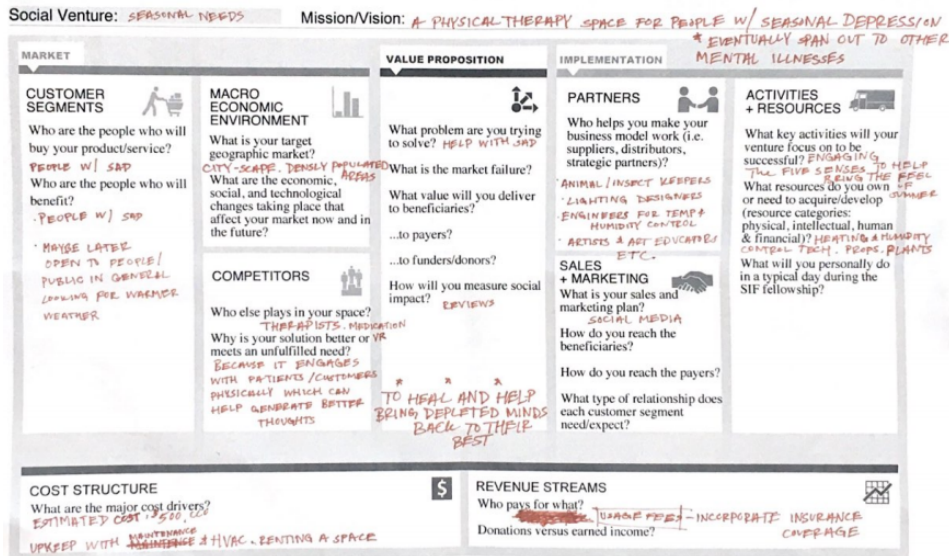 Social Venture: SEASONAL NEEDS
Mission/Vision: A PHYSICAL THERAPY SPACE FOR PEOPLE W/ SEASONAL DEPRESSION
* EVENTUALLY SPAN OUT TO OTHER
MENTAL ILLNESSES
MARKET
CUSTOMER
SEGMENTS
Who are the people who will
buy your product/service?
PEOPLE W/ SAD
Who are the people who will
benefit?
· PEOPLE W/ SAD
· MAYBE LATER
OPEN TO PEOPLE/
PUBLIC IN GENERAL
LOOKING FOR WARMER
WEATHER
MACRO
ECONOMIC
ENVIRONMENT
What is your target
geographic market?
CITY-SCAPE. DENSLY POPULATED
AREAS
What are the economic,
social, and technological
changes taking place that
affect your market now and in
the future?
COMPETITORS
Who else plays in your space?
THERAPISTS. MEDICATION
VR
Why is your solution better or
meets an unfulfilled need?
BECAUSE IT ENGAGES
WITH PATIENTS/CUSTOMERS
PHYSICALLY WHICH CAN
HELP GENERATE BETTER
THOUGHTS
VALUE PROPOSITION
What problem are you trying
to solve? HELP WITH SAD
What is the market failure?
What value will you deliver
to beneficiaries?
...to payers?
...to funders/donors?
How will you measure social
impact? REVIEWS
* * *
TO HEAL AND HELP
BRING DEPLETED MINDS
BACK TO THEIR
BEST
IMPLEMENTATION
PARTNERS
Who helps you make your
business model work (i.e.
suppliers, distributors,
strategic partners)?
· ANIMAL/INSECT KEEPERS
· LIGHTING DESIGNERS
· ENGINEERS FOR TEMP &
HUMIDITY CONTROL
· ARTISTS & ART EDUCATORS
ETC.
SALES
+ MARKETING
What is your sales and
marketing plan?
SOCIAL MEDIA
How do you reach the
beneficiaries?
How do you reach the payers?
What type of relationship does
each customer segment
need/expect?
ACTIVITIES
+ RESOURCES
What key activities will your
venture focus on to be
successful? ENGAGING
THE FIVE SENSES TO HELP
BRING THE FEEL
OF
SUMMER
What resources do you own
or need to acquire/develop
(resource categories:
physical, intellectual, human
& financial)? HEATING & HUMIDITY
CONTROL TECH. PROPS. PLANTS
What will you personally do
in a typical day during the
SIF fellowship?
COST STRUCTURE
What are the major cost drivers?
ESTIMATED COST: $500,000
MAINTENANCE
UPKEEP WITH & HVAC. RENTING A SPACE
REVENUE STREAMS
Who pays for what?
USAGE FEES - INCORPORATE INSURANCE
COVERAGE
Donations versus earned income?